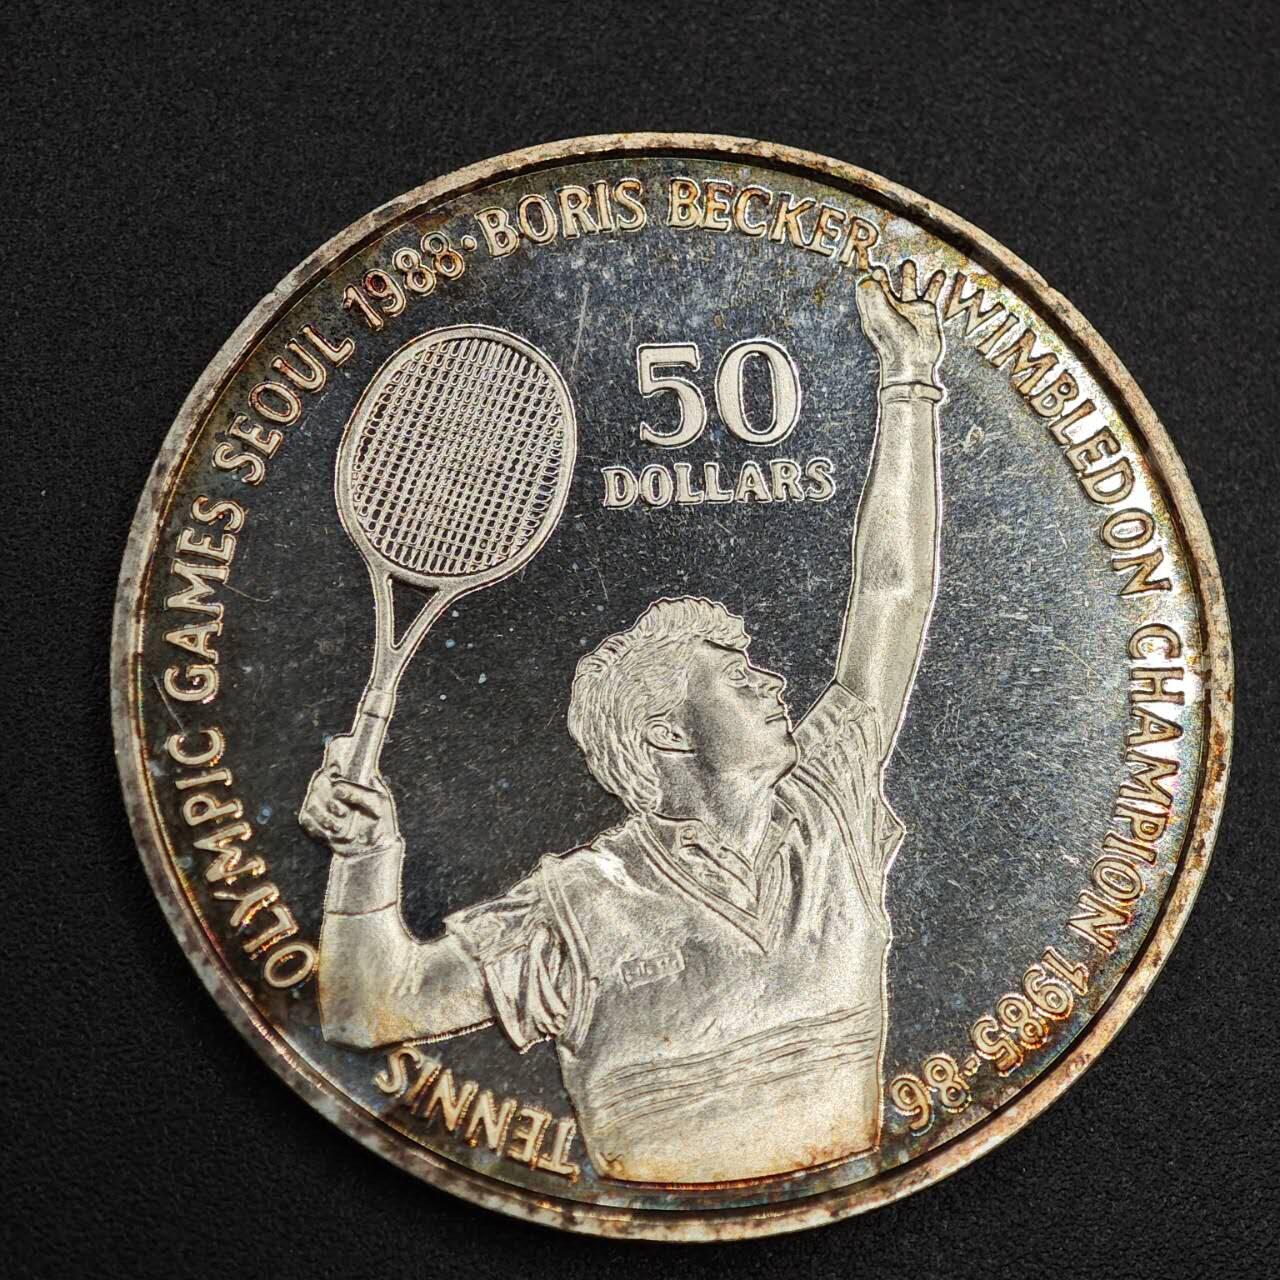 TENNIS OLYMPIC GAMES SEOUL 1988·BORIS BECKER WIMBLEDON CHAMPION 1985-86
50
DOLLARS